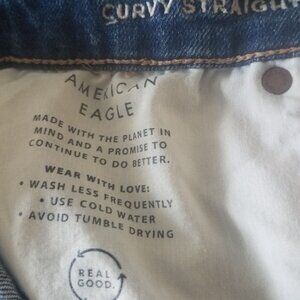 CURVY STRAIGHT
AMERICAN
EAGLE
MADE WITH THE PLANET IN
MIND AND A PROMISE TO
CONTINUE TO DO BETTER.
WEAR WITH LOVE:
• WASH LESS FREQUENTLY
• USE COLD WATER
• AVOID TUMBLE DRYING
REAL
GOOD.